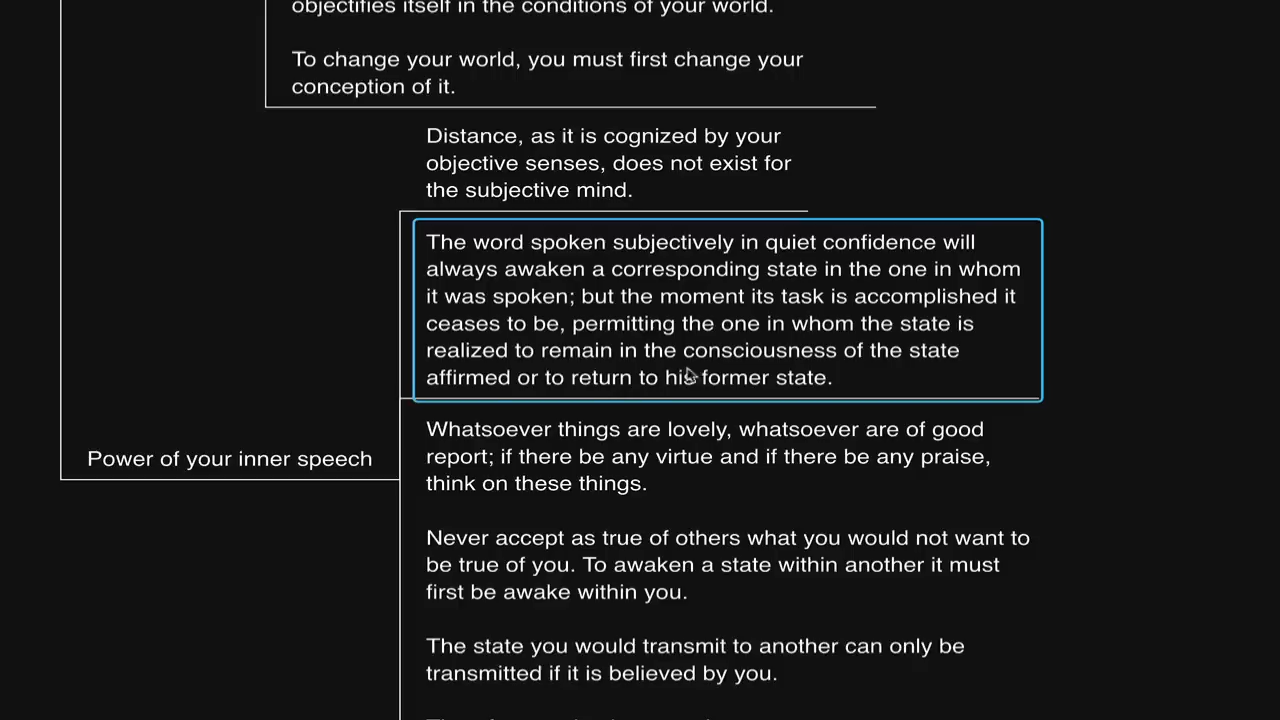 objectifies itself in the conditions of your world.
To change your world, you must first change your
conception of it.
Distance, as it is cognized by your
objective senses, does not exist for
the subjective mind.
The word spoken subjectively in quiet confidence will
always awaken a corresponding state in the one in whom
it was spoken; but the moment its task is accomplished it
ceases to be, permitting the one in whom the state is
realized to remain in the consciousness of the state
affirmed or to return to his former state.
Power of your inner speech
Whatsoever things are lovely, whatsoever are of good
report; if there be any virtue and if there be any praise,
think on these things.
Never accept as true of others what you would not want to
be true of you. To awaken a state within another it must
first be awake within you.
The state you would transmit to another can only be
transmitted if it is believed by you.